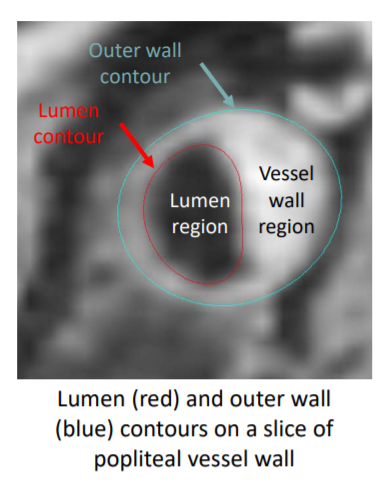 Outer wall
contour
Lumen
contour
Lumen
region
Vessel
wall
region
Lumen (red) and outer wall
(blue) contours on a slice of
popliteal vessel wall